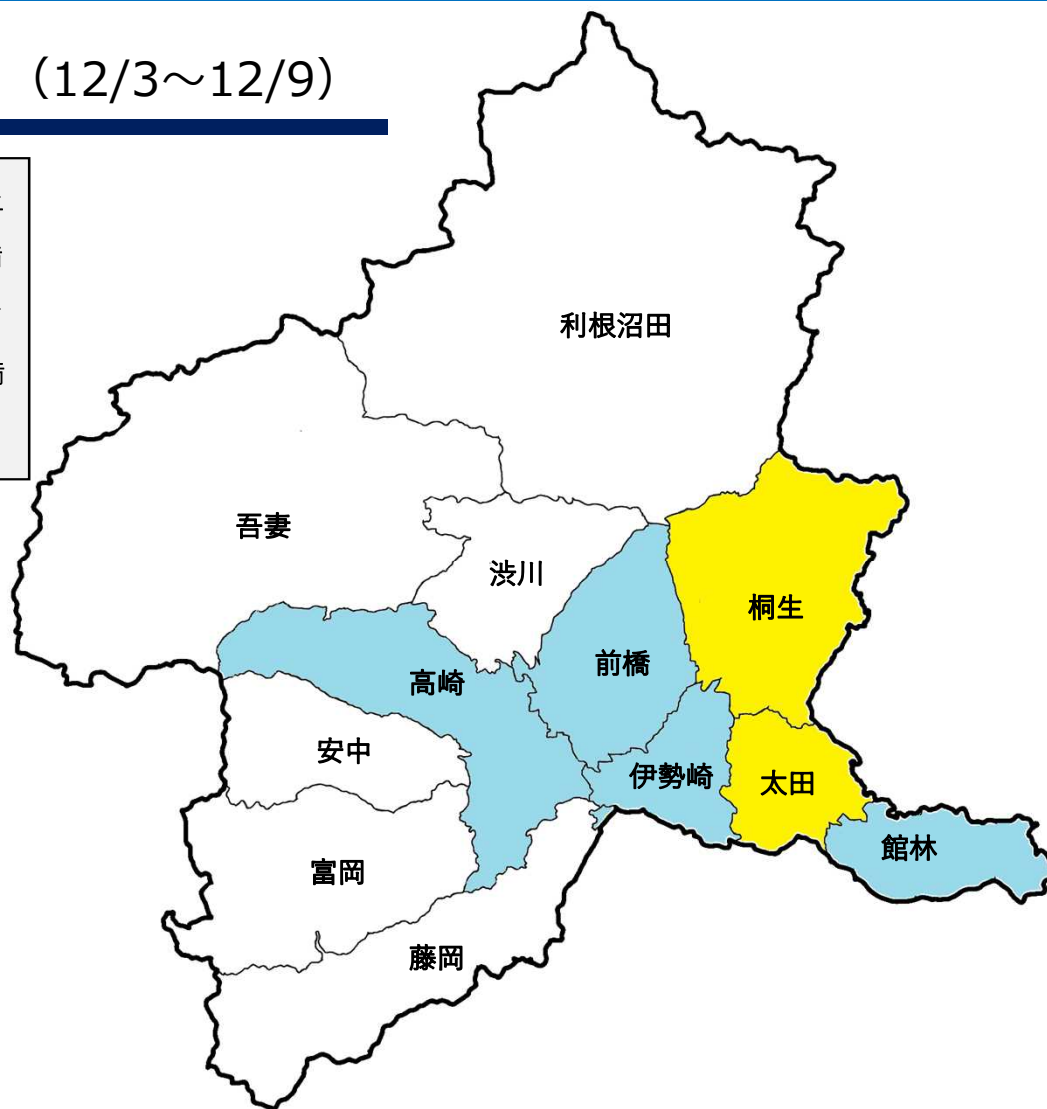 （12/3～12/9）
利根沼田
吾妻
渋川
桐生
前橋
高崎
安中
伊勢崎
太田
館林
富岡
藤岡